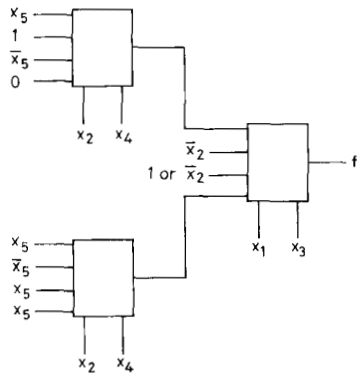 x₅
1
x̄₅
0
x₂ x₄
x̄₂
1 or x̄₂
f
x₁ x₃
x₅
x̄₅
x₅
x₅
x₂ x₄